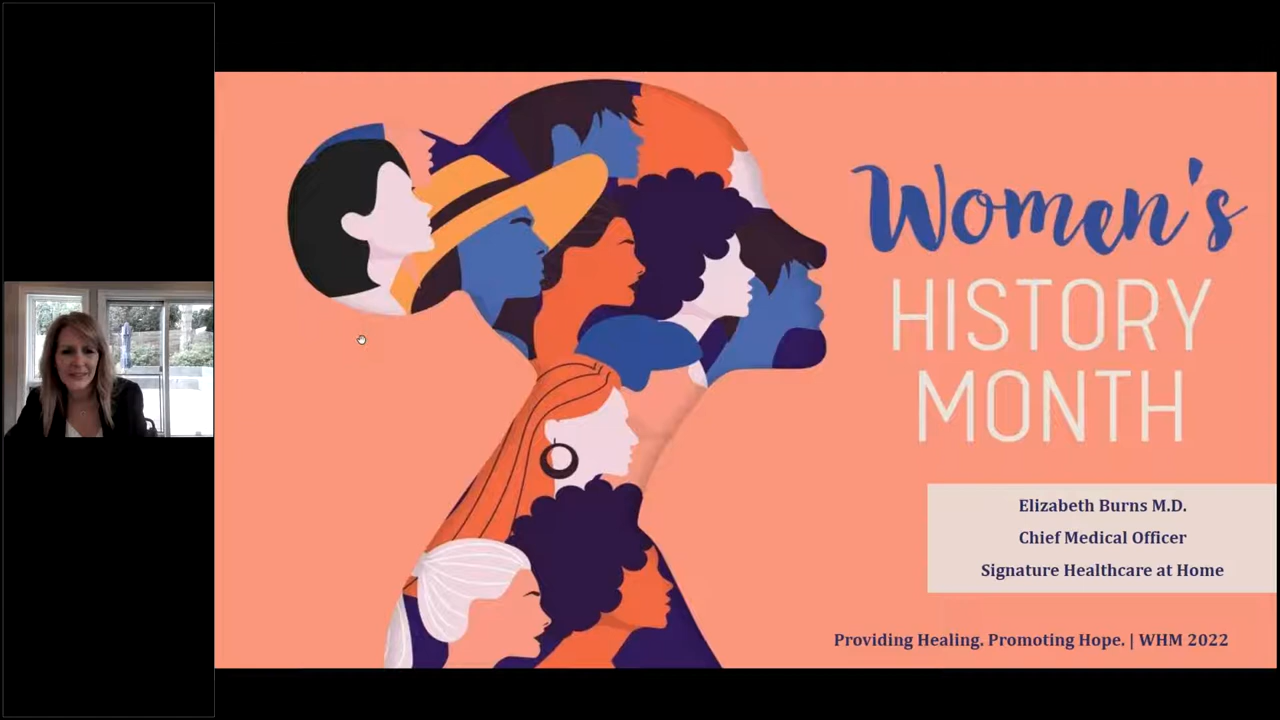 Women's
HISTORY
MONTH
Elizabeth Burns M.D.
Chief Medical Officer
Signature Healthcare at Home
Providing Healing. Promoting Hope. | WHM 2022